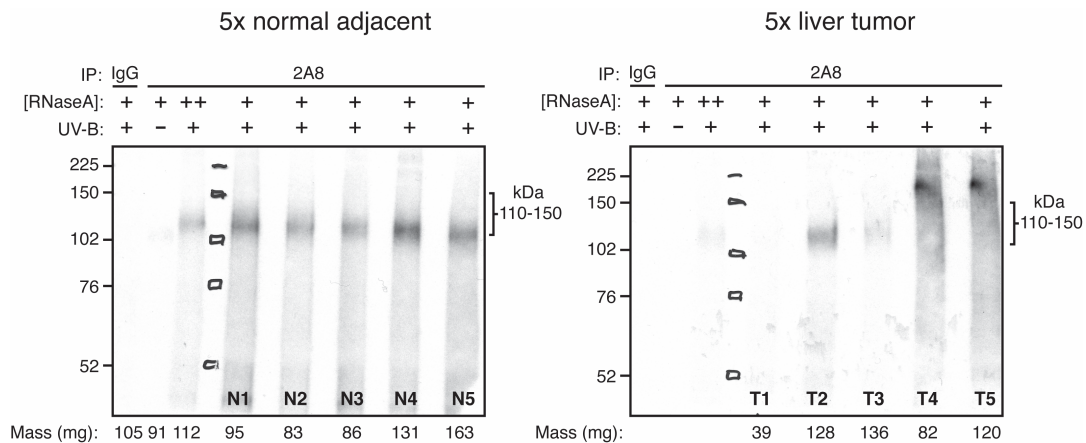 5x normal adjacent
IP: IgG 2A8
[RNaseA]: + + ++ + + + + +
UV-B: + − + + + + + +
225
150
102
76
52
kDa
110-150
N1 N2 N3 N4 N5
Mass (mg): 105 91 112 95 83 86 131 163
5x liver tumor
IP: IgG 2A8
[RNaseA]: + + ++ + + + + +
UV-B: + − + + + + + +
225
150
102
76
52
kDa
110-150
T1 T2 T3 T4 T5
Mass (mg): 39 128 136 82 120